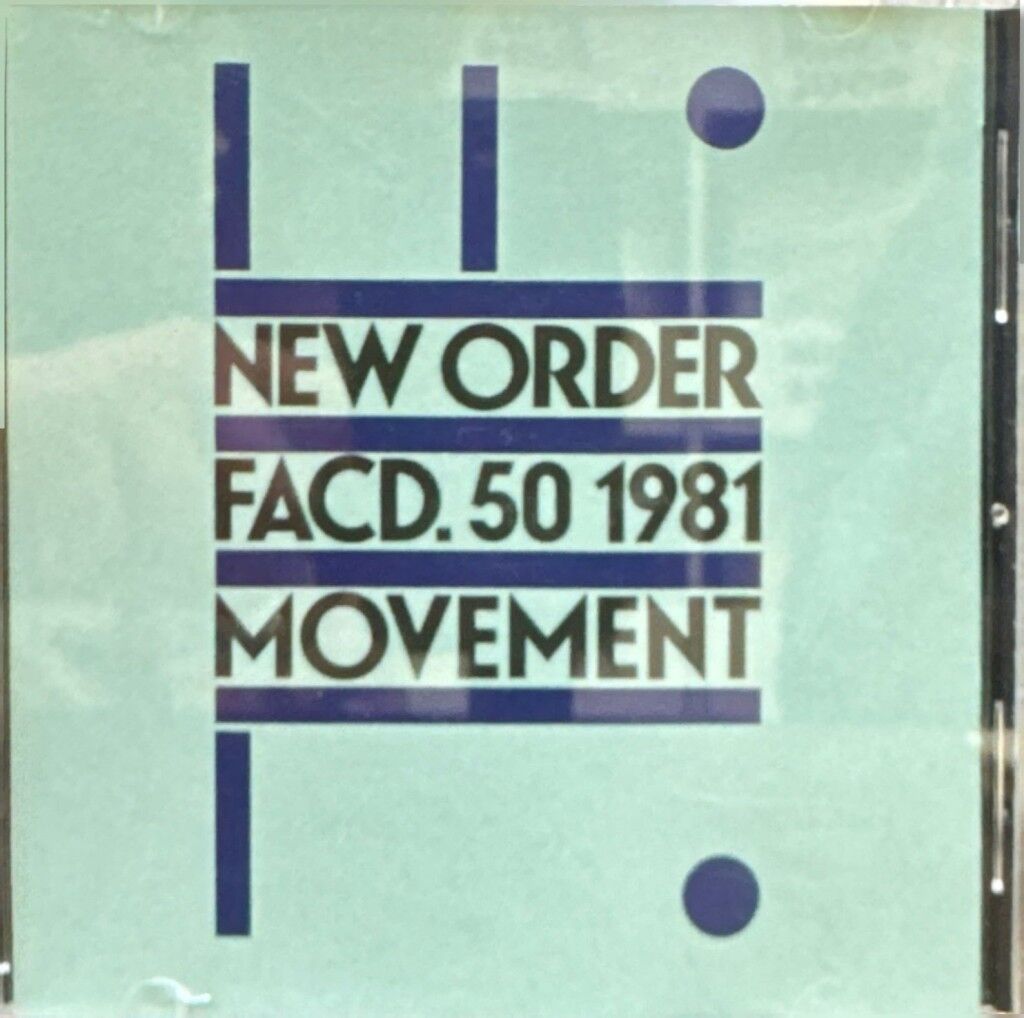 NEW ORDER
FACD. 50 1981
MOVEMENT